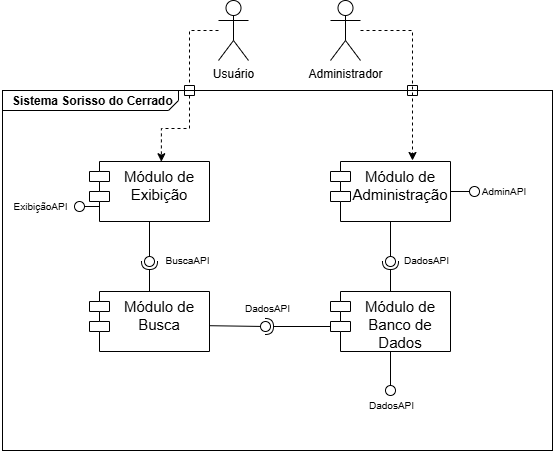 Usuário
Administrador
Sistema Sorisso do Cerrado
Módulo de
Exibição
Módulo de
Administração
ExibiçãoAPI
AdminAPI
BuscaAPI
DadosAPI
Módulo de
Busca
DadosAPI
Módulo de
Banco de
Dados
DadosAPI